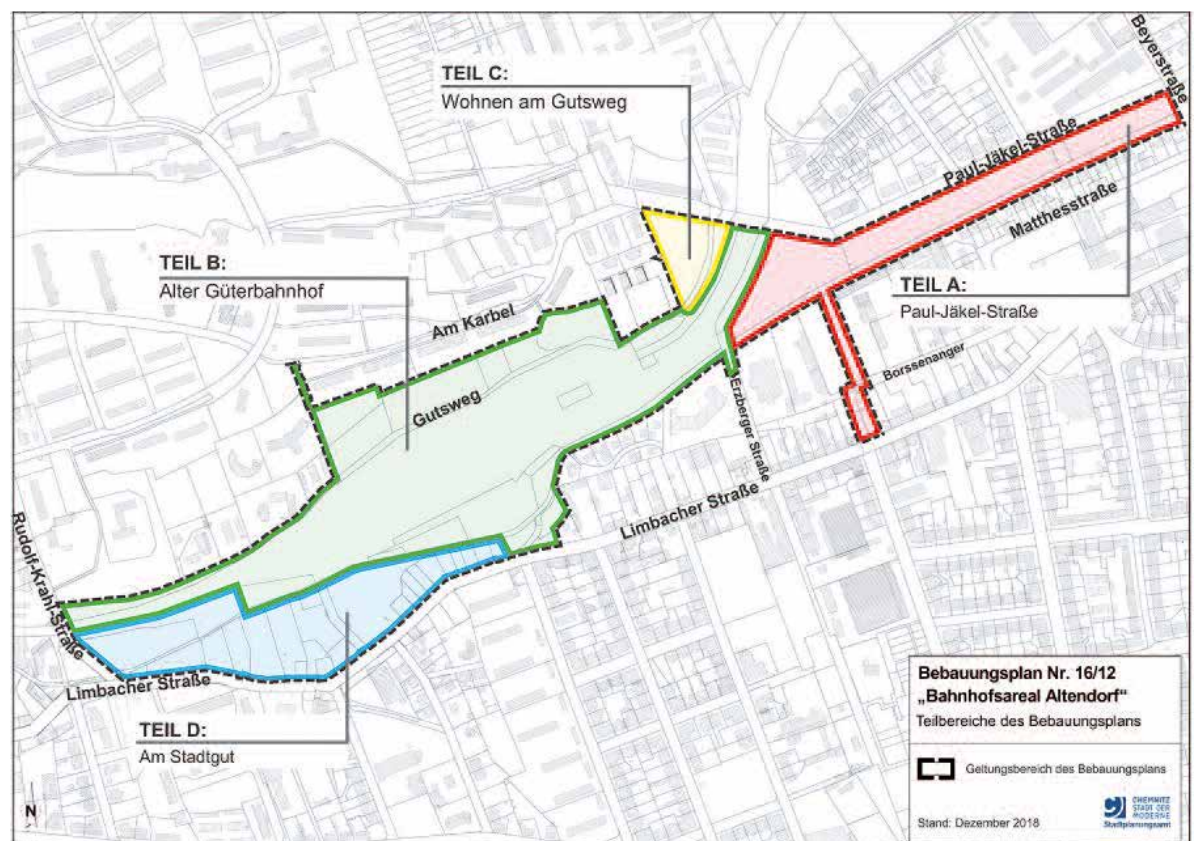 Beyerstraße
TEIL C:
Wohnen am Gutsweg
Paul-Jäkel-Straße
Matthesstraße
TEIL B:
Alter Güterbahnhof
TEIL A:
Paul-Jäkel-Straße
Am Karbel
Borssenanger
Gutsweg
Erzberger Straße
Limbacher Straße
Rudolf-Krahl-Straße
Limbacher Straße
TEIL D:
Am Stadtgut
N
Bebauungsplan Nr. 16/12
„Bahnhofsareal Altendorf“
Teilbereiche des Bebauungsplans
Geltungsbereich des Bebauungsplans
Stand: Dezember 2018
CHEMNITZ
STADT DER
MODERNE
Stadtplanungsamt